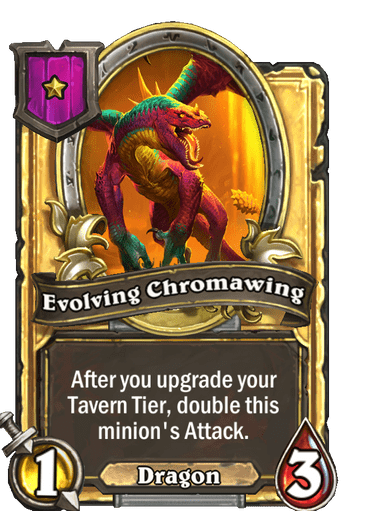 Evolving Chromawing
After you upgrade your
Tavern Tier, double this
minion's Attack.
1
Dragon
3